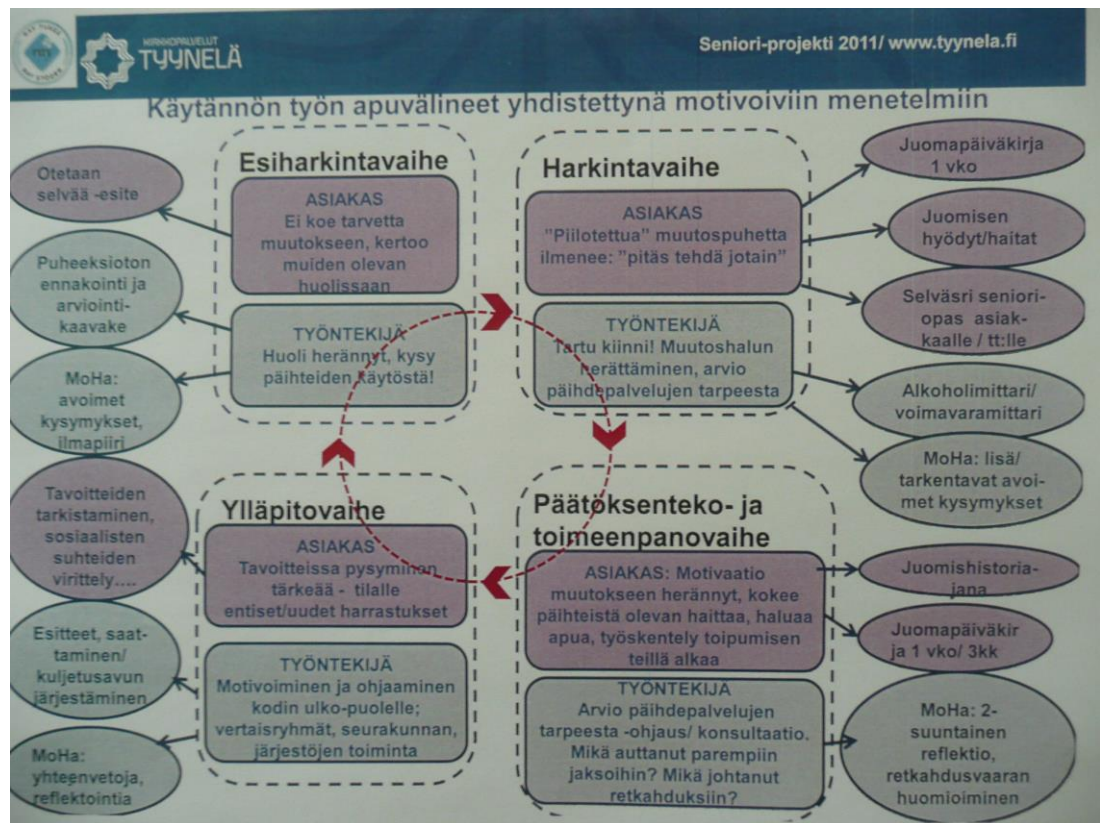 KIRKKOPALVELUT
TYYNELÄ
Seniori-projekti 2011/ www.tyynela.fi
Käytännön työn apuvälineet yhdistettynä motivoiviin menetelmiin
Esiharkintavaihe
ASIAKAS
Ei koe tarvetta
muutokseen, kertoo
muiden olevan
huolissaan
TYÖNTEKIJÄ
Huoli herännyt, kysy
päihteiden käytöstä!
Otetaan
selvää -esite
Puheeksioton
ennakointi ja
arviointi-
kaavake
MoHa:
avoimet
kysymykset,
ilmapiiri
Harkintavaihe
ASIAKAS
"Piilotettua" muutospuhetta
ilmenee: "pitäs tehdä jotain"
TYÖNTEKIJÄ
Tartu kiinni! Muutoshalun
herättäminen, arvio
päihdepalvelujen tarpeesta
Juomapäiväkirja
1 vko
Juomisen
hyödyt/haitat
Selväsri seniori-
opas asiak-
kaalle / tt:lle
Alkoholimittari/
voimavaramittari
MoHa: lisä/
tarkentavat avoi-
met kysymykset
Päätöksenteko- ja
toimeenpanovaihe
ASIAKAS: Motivaatio
muutokseen herännyt, kokee
päihteistä olevan haittaa, haluaa
apua, työskentely toipumisen
teillä alkaa
TYÖNTEKIJÄ
Arvio päihdepalvelujen
tarpeesta -ohjaus/ konsultaatio.
Mikä auttanut parempiin
jaksoihin? Mikä johtanut
retkahduksiin?
Juomishistoria-
jana
Juomapäiväkir
ja 1 vko/ 3kk
MoHa: 2-
suuntainen
reflektio,
retkahdusvaaran
huomioiminen
Ylläpitovaihe
ASIAKAS
Tavoitteissa pysyminen
tärkeää - tilalle
entiset/uudet harrastukset
TYÖNTEKIJÄ
Motivoiminen ja ohjaaminen
kodin ulko-puolelle;
vertaisryhmät, seurakunnan,
järjestöjen toiminta
Tavoitteiden
tarkistaminen,
sosiaalisten
suhteiden
virittely....
Esitteet, saat-
taminen/
kuljetusavun
järjestäminen
MoHa:
yhteenvetoja,
reflektointia